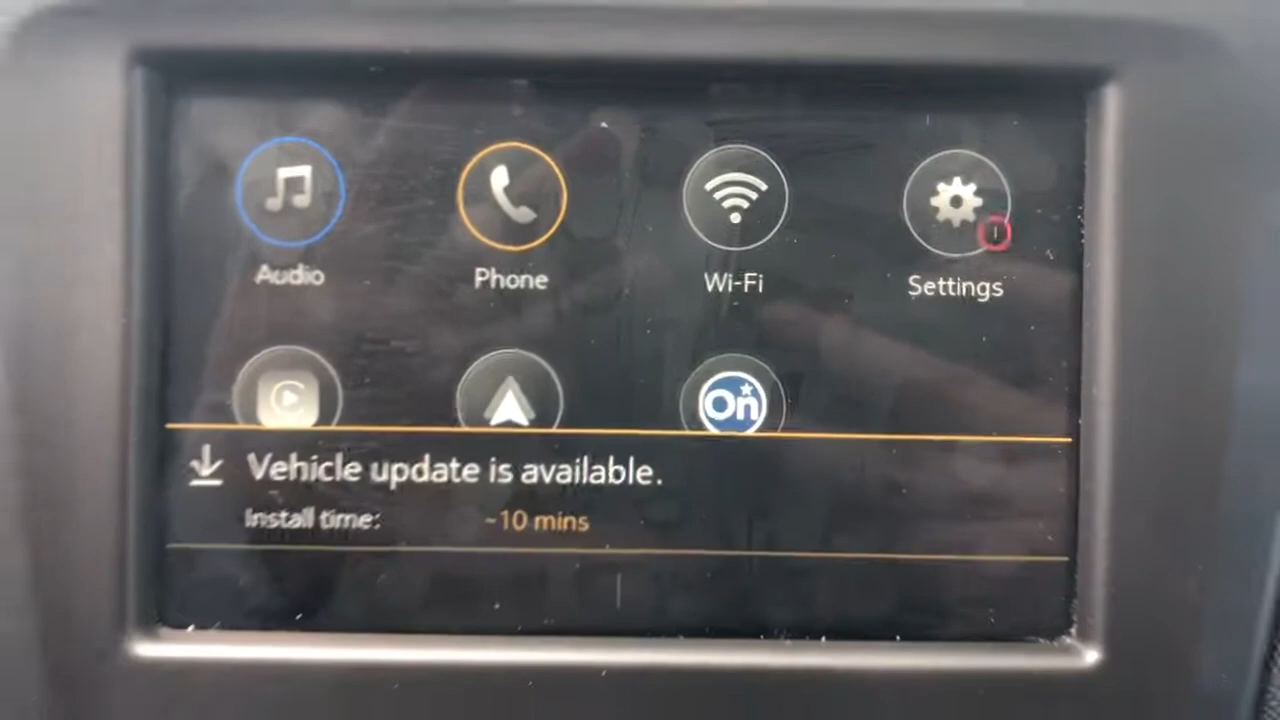 Audio
Phone
Wi-Fi
Settings
On
Vehicle update is available.
Install time: ~10 mins